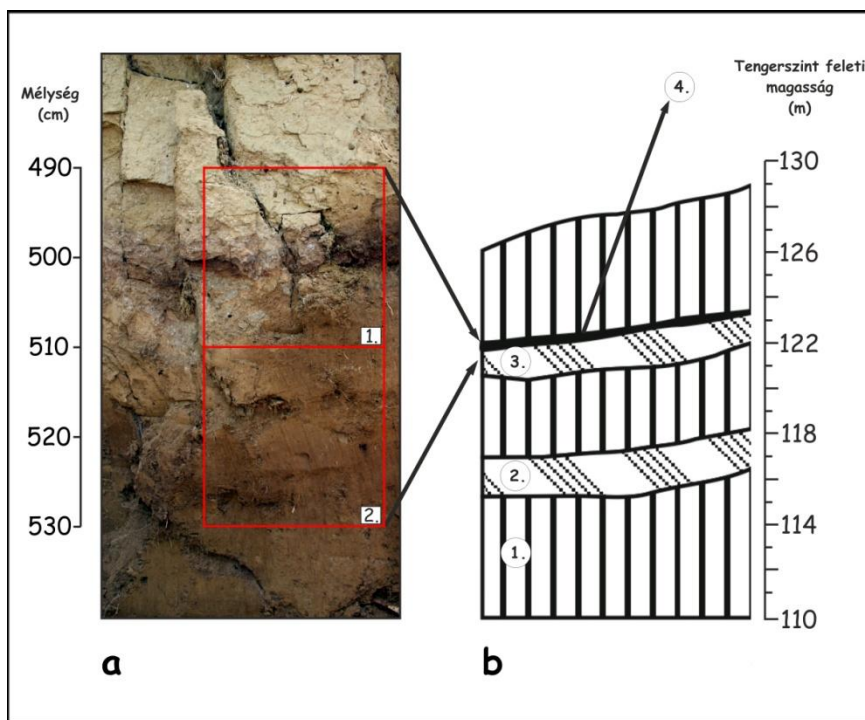 Mélység
(cm)
490
500
510
520
530
1.
2.
a
4.
3.
2.
1.
b
Tengerszint feleti
magasság
(m)
130
126
122
118
114
110